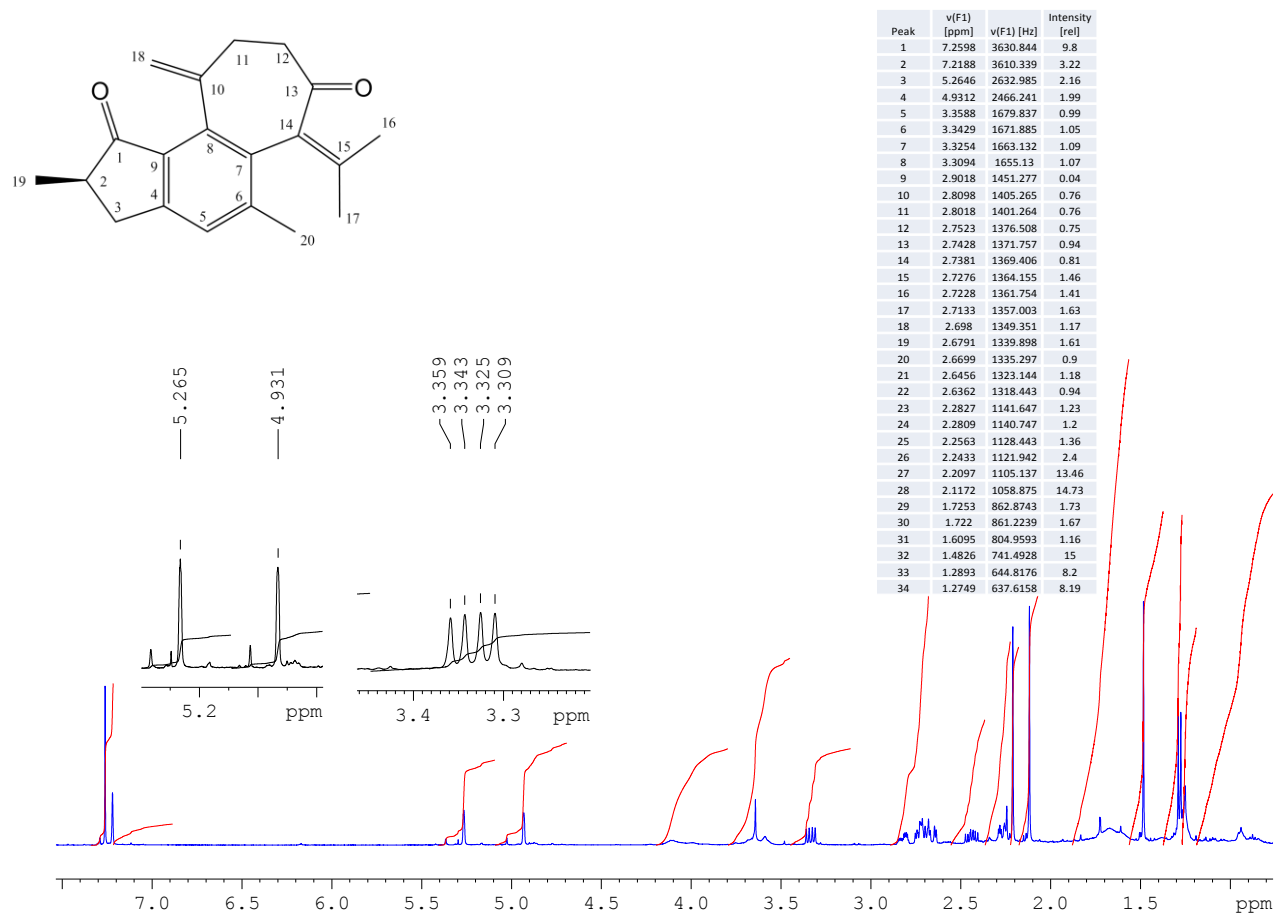 18
11
12
O
10
13
O
14
16
1
8
15
9
7
19
2
4
6
3
5
17
20
Peak v(F1) [ppm] v(F1) [Hz] Intensity [rel]
1 7.2598 3630.844 9.8
2 7.2188 3610.339 3.22
3 5.2646 2632.985 2.16
4 4.9312 2466.241 1.99
5 3.3588 1679.837 0.99
6 3.3429 1671.885 1.05
7 3.3254 1663.132 1.09
8 3.3094 1655.13 1.07
9 2.9018 1451.277 0.04
10 2.8098 1405.265 0.76
11 2.8018 1401.264 0.76
12 2.7523 1376.508 0.75
13 2.7428 1371.757 0.94
14 2.7381 1369.406 0.81
15 2.7276 1364.155 1.46
16 2.7228 1361.754 1.41
17 2.7133 1357.003 1.63
18 2.698 1349.351 1.17
19 2.6791 1339.898 1.61
20 2.6699 1335.297 0.9
21 2.6456 1323.144 1.18
22 2.6362 1318.443 0.94
23 2.2827 1141.647 1.23
24 2.2809 1140.747 1.2
25 2.2563 1128.443 1.36
26 2.2433 1121.942 2.4
27 2.2097 1105.137 13.46
28 2.1172 1058.875 14.73
29 1.7253 862.8743 1.73
30 1.722 861.2239 1.67
31 1.6095 804.9593 1.16
32 1.4826 741.4928 15
33 1.2893 644.8176 8.2
34 1.2749 637.6158 8.19
5.265
4.931
3.359
3.343
3.325
3.309
5.2 ppm
3.4 3.3 ppm
7.0 6.5 6.0 5.5 5.0 4.5 4.0 3.5 3.0 2.5 2.0 1.5 ppm